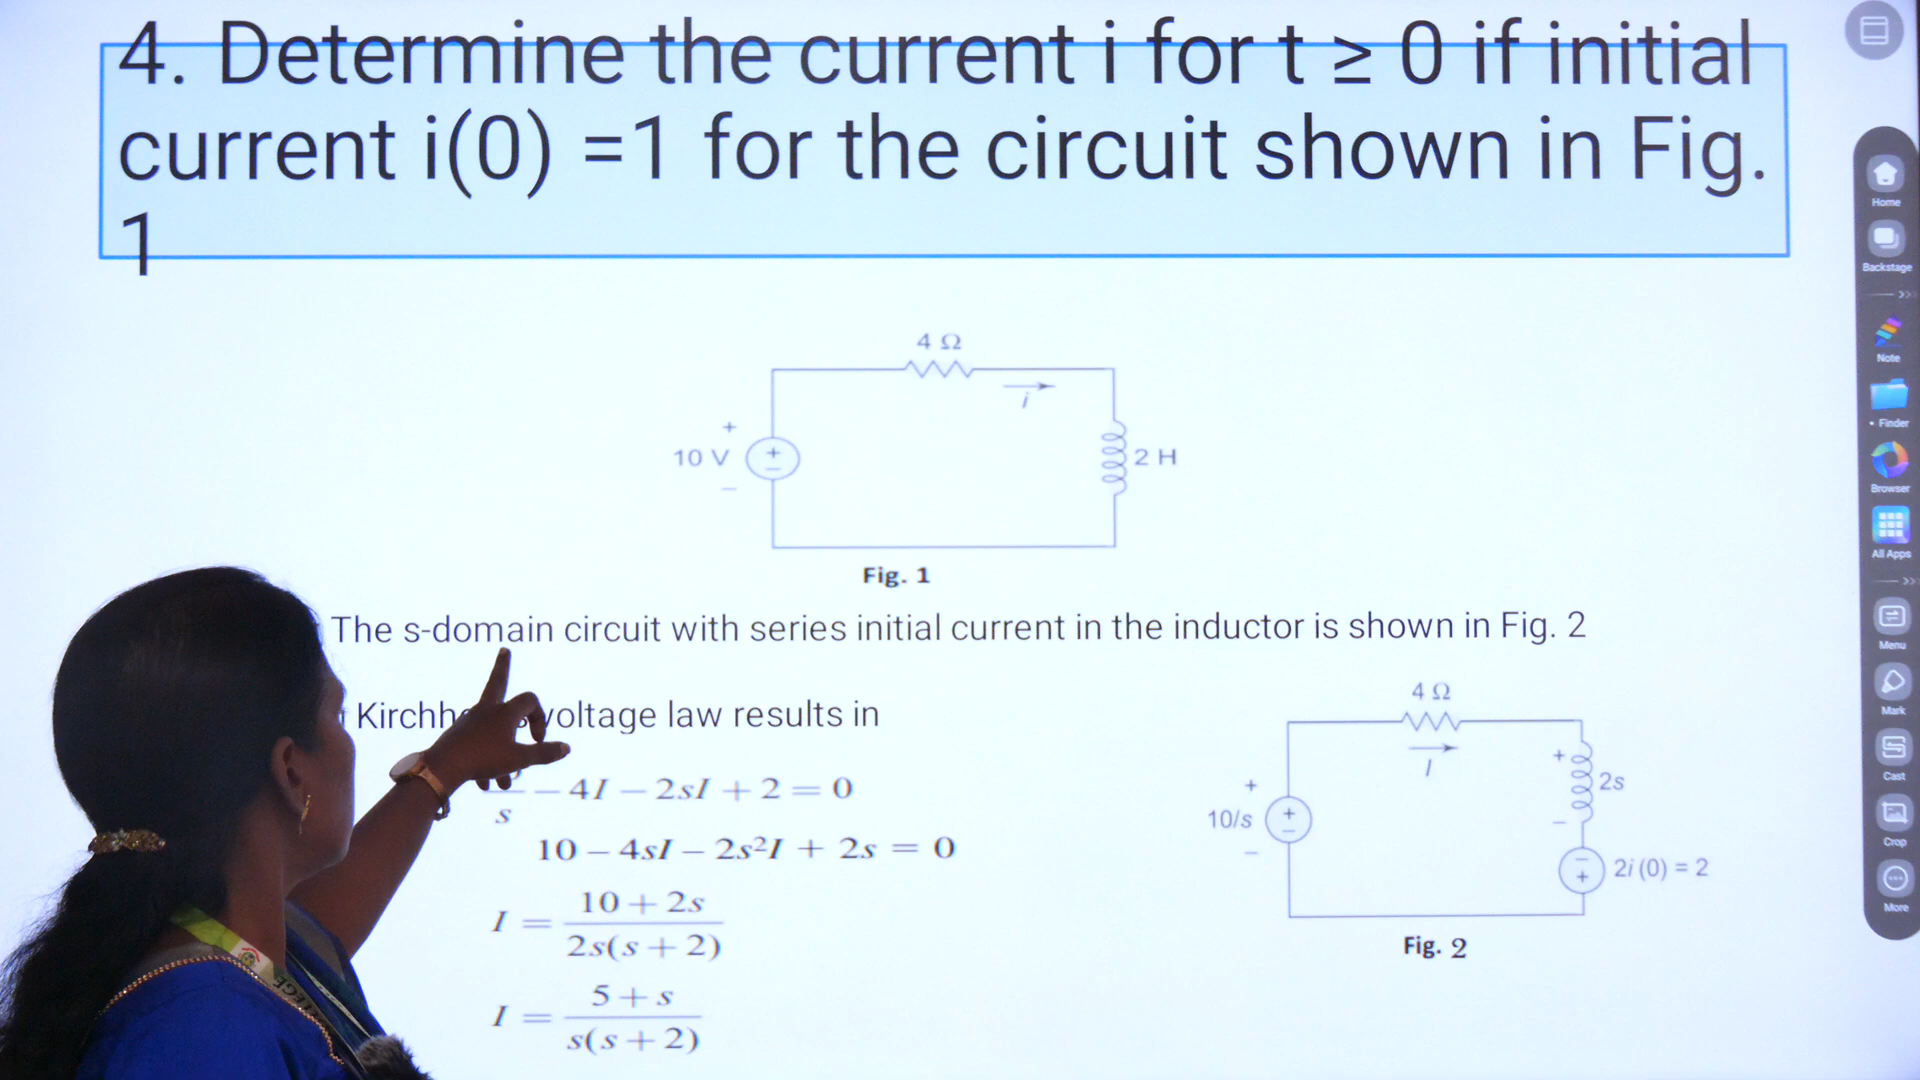 4. Determine the current i for t ≥ 0 if initial
current i(0) =1 for the circuit shown in Fig.
1
4 Ω
i
+
10 V
+
−
−
2 H
Fig. 1
The s-domain circuit with series initial current in the inductor is shown in Fig. 2
voltage law results in
s − 4I − 2sI + 2 = 0
10 − 4sI − 2s²I + 2s = 0
I = (10 + 2s) / (2s(s + 2))
I = (5 + s) / (s(s + 2))
4 Ω
I
+
10/s
+
−
−
+
2s
−
−
+
2i (0) = 2
Fig. 2
Home
Backstage
Note
• Finder
Browser
All Apps
Menu
Mark
Cast
Crop
More